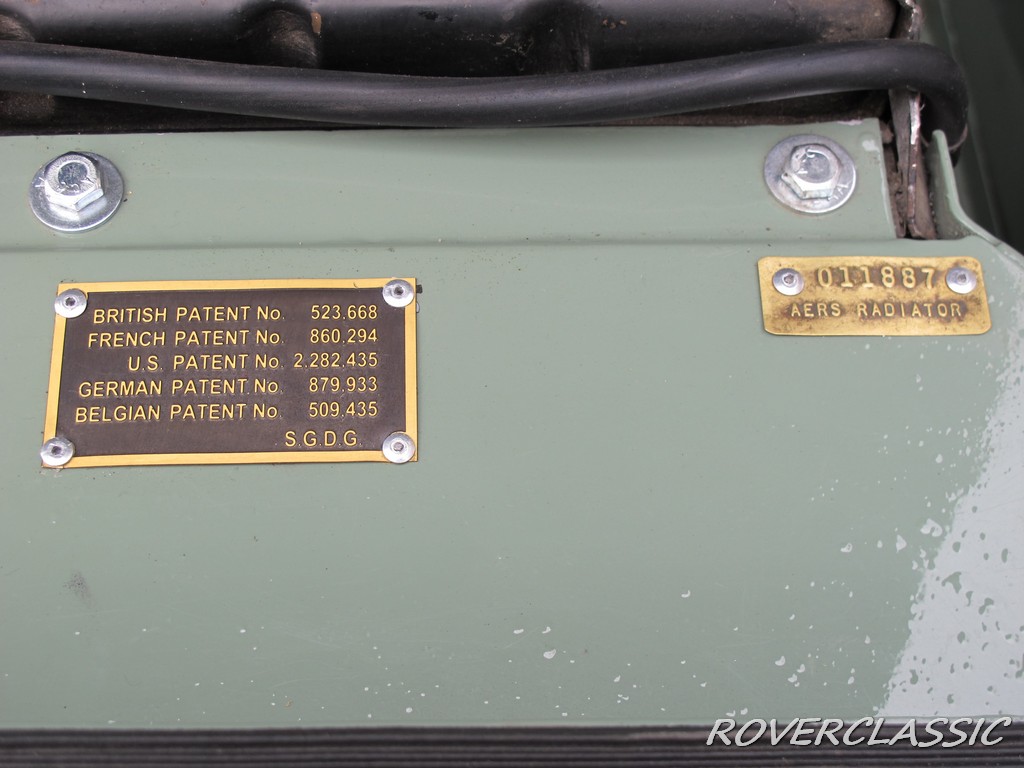 BRITISH PATENT No. 523.668
FRENCH PATENT No. 860.294
U.S. PATENT No. 2.282.435
GERMAN PATENT No. 879.933
BELGIAN PATENT No. 509.435
S.G.D.G.
011887
AERS RADIATOR
ROVERCLASSIC